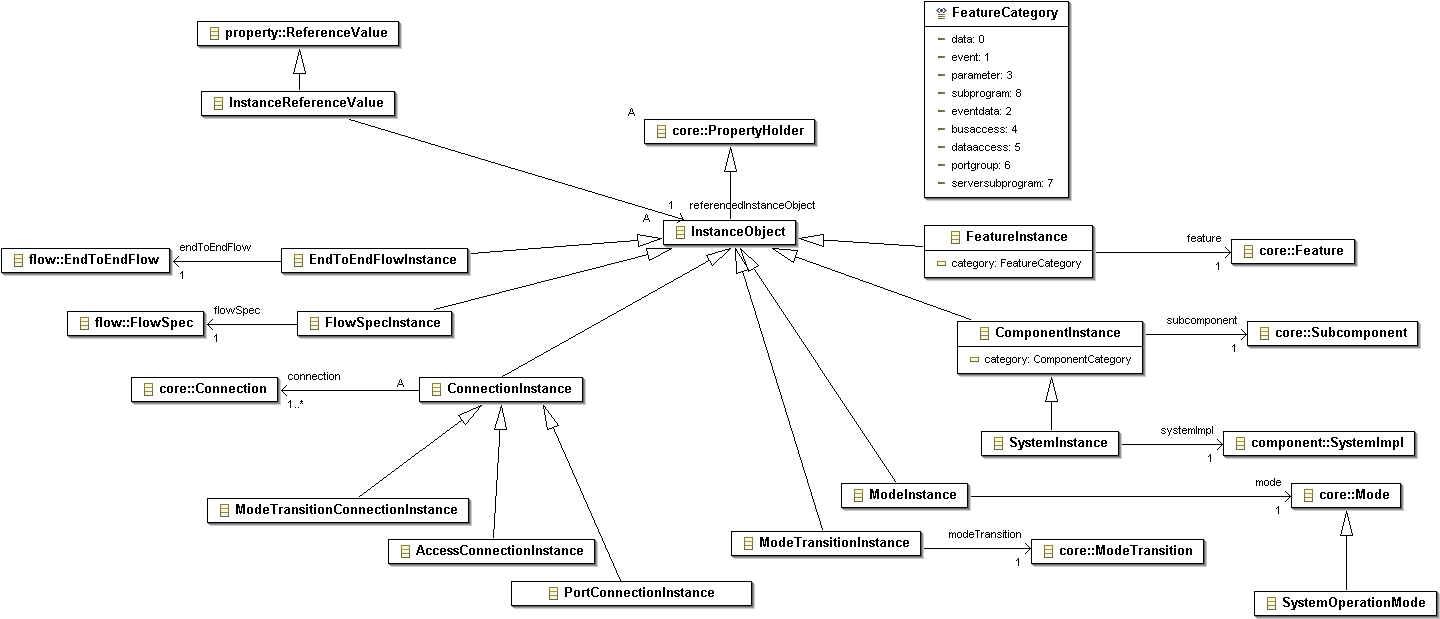 property::ReferenceValue
InstanceReferenceValue
FeatureCategory
data: 0
event: 1
parameter: 3
subprogram: 8
eventdata: 2
busaccess: 4
dataaccess: 5
portgroup: 6
serversubprogram: 7
A
core::PropertyHolder
1 referencedInstanceObject
A
InstanceObject
flow::EndToEndFlow
endToEndFlow
1
EndToEndFlowInstance
FeatureInstance
category: FeatureCategory
feature
1
core::Feature
flow::FlowSpec
flowSpec
1
FlowSpecInstance
ComponentInstance
category: ComponentCategory
subcomponent
1
core::Subcomponent
core::Connection
connection
1..*
A
ConnectionInstance
SystemInstance
systemImpl
1
component::SystemImpl
ModeTransitionConnectionInstance
AccessConnectionInstance
PortConnectionInstance
ModeInstance
mode
1
core::Mode
ModeTransitionInstance
modeTransition
1
core::ModeTransition
SystemOperationMode